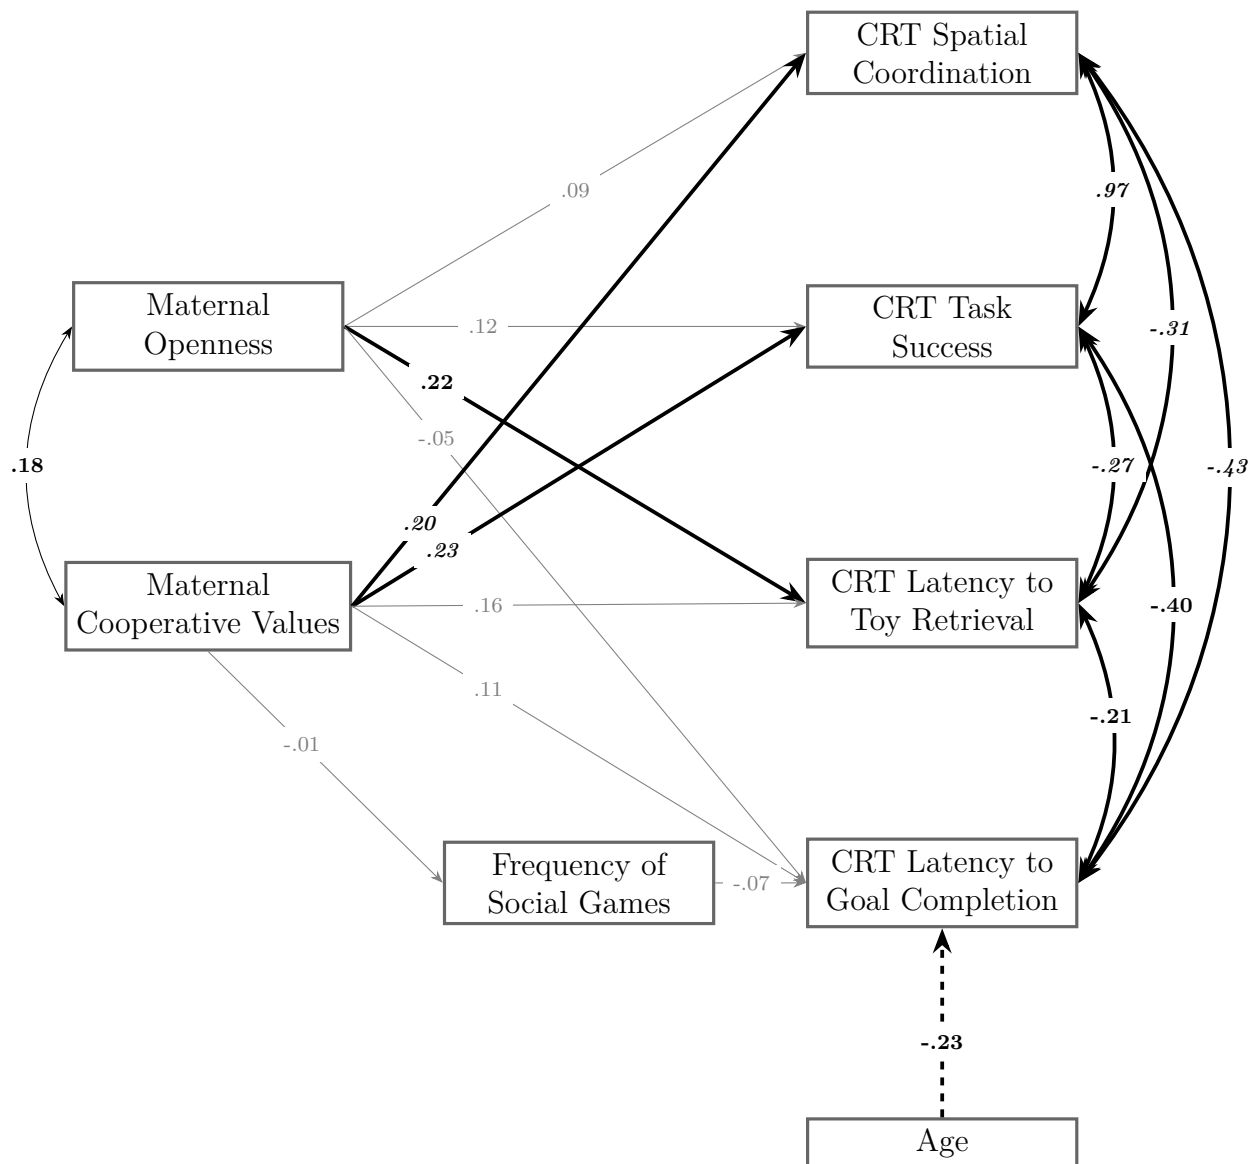 CRT Spatial
Coordination
.09
.97
Maternal
Openness
CRT Task
Success
.12
-.31
.22
-.05
.18
-.27
-.43
.20
.23
Maternal
Cooperative Values
CRT Latency to
Toy Retrieval
.16
-.40
.11
-.21
-.01
Frequency of
Social Games
-.07
CRT Latency to
Goal Completion
-.23
Age